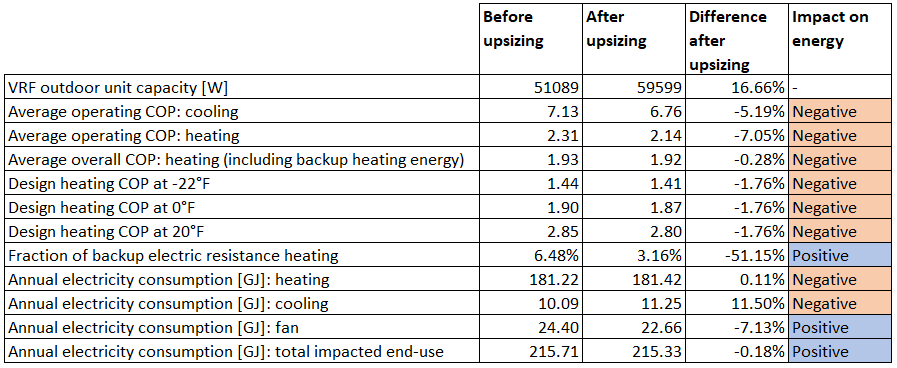 Before upsizing After upsizing Difference after upsizing Impact on energy
VRF outdoor unit capacity [W] 51089 59599 16.66% -
Average operating COP: cooling 7.13 6.76 -5.19% Negative
Average operating COP: heating 2.31 2.14 -7.05% Negative
Average overall COP: heating (including backup heating energy) 1.93 1.92 -0.28% Negative
Design heating COP at -22°F 1.44 1.41 -1.76% Negative
Design heating COP at 0°F 1.90 1.87 -1.76% Negative
Design heating COP at 20°F 2.85 2.80 -1.76% Negative
Fraction of backup electric resistance heating 6.48% 3.16% -51.15% Positive
Annual electricity consumption [GJ]: heating 181.22 181.42 0.11% Negative
Annual electricity consumption [GJ]: cooling 10.09 11.25 11.50% Negative
Annual electricity consumption [GJ]: fan 24.40 22.66 -7.13% Positive
Annual electricity consumption [GJ]: total impacted end-use 215.71 215.33 -0.18% Positive